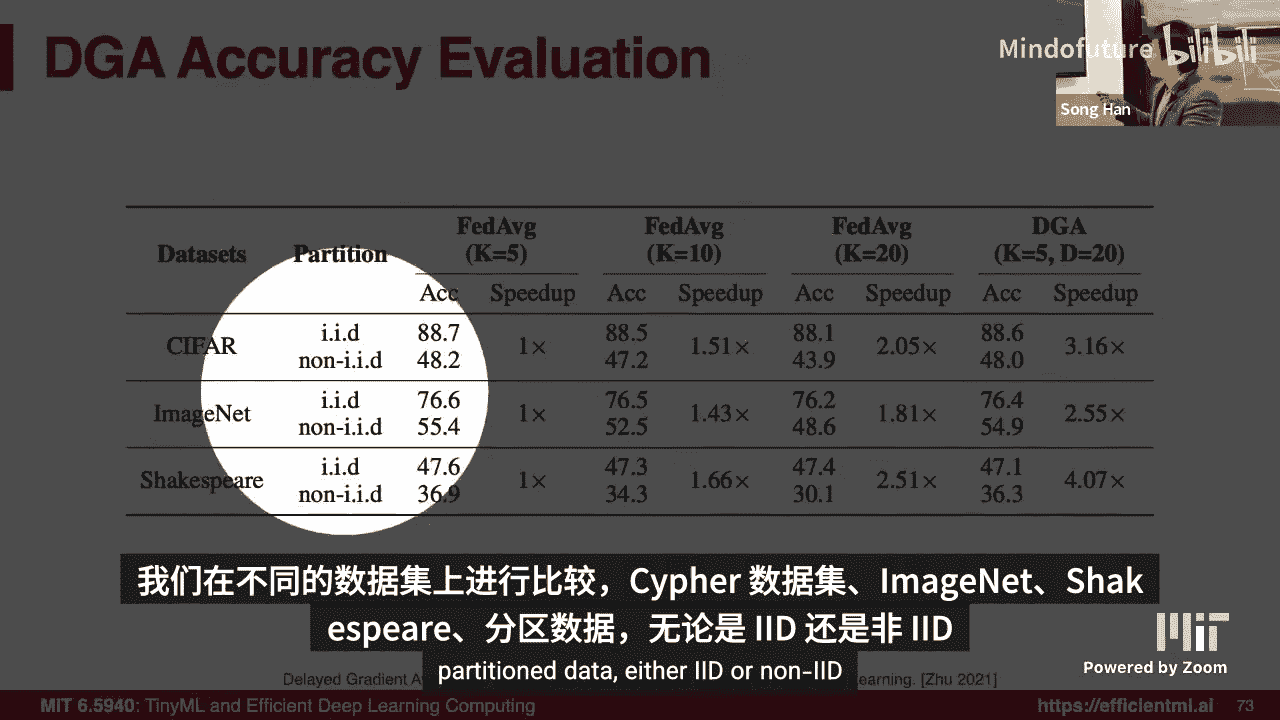 DGA Accuracy Evaluation
Mindofuture bilibili
Song Han
Datasets Partition FedAvg (K=5) FedAvg (K=10) FedAvg (K=20) DGA (K=5, D=20)
Acc Speedup Acc Speedup Acc Speedup Acc Speedup
CIFAR i.i.d 88.7 1× 88.5 1.51× 88.1 2.05× 88.6 3.16×
non-i.i.d 48.2 47.2 43.9 48.0
ImageNet i.i.d 76.6 1× 76.5 1.43× 76.2 1.81× 76.4 2.55×
non-i.i.d 55.4 52.5 48.6 54.9
Shakespeare i.i.d 47.6 1× 47.3 1.66× 47.4 2.51× 47.1 4.07×
non-i.i.d 36.9 34.3 30.1 36.3
我们在不同的数据集上进行比较，Cypher 数据集、ImageNet、Shak
espeare、分区数据，无论是 IID 还是非 IID
partitioned data, either IID or non-IID
Delayed Gradient learning. [Zhu 2021]
MIT
Powered by Zoom
MIT 6.5940: TinyML and Efficient Deep Learning Computing https://efficientml.ai 73